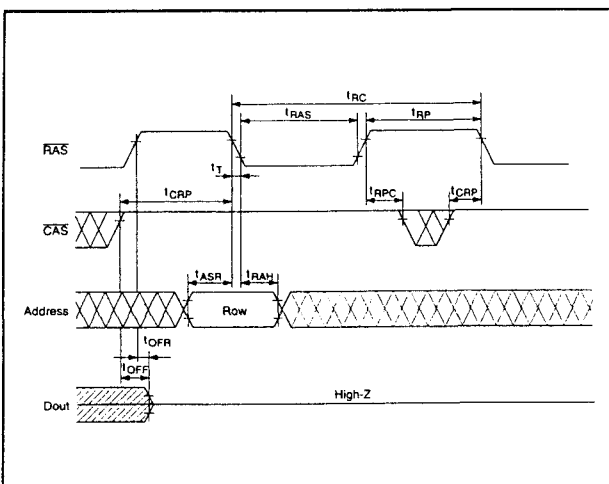 tRC
tRAS
tRP
RAS
tT
tCRP
tRPC
tCRP
CAS
tASR
tRAH
Address
Row
tOFR
tOFF
High-Z
Dout